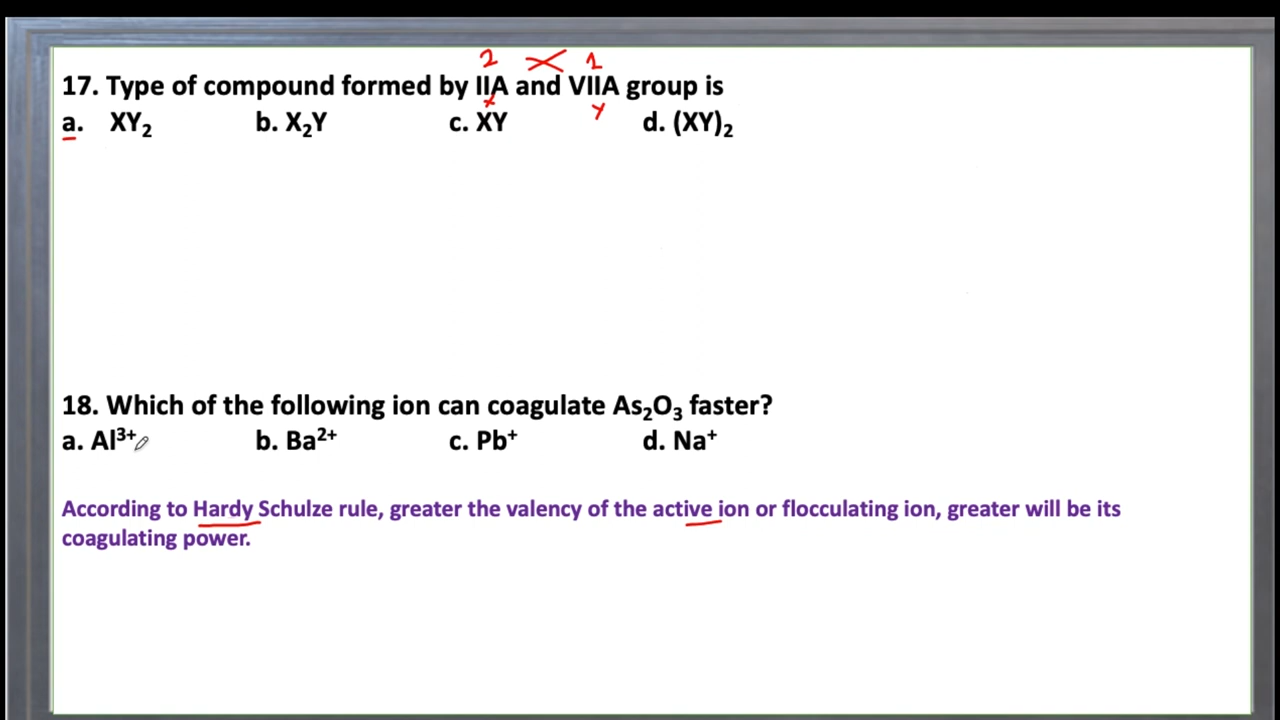 2 1
17. Type of compound formed by IIA and VIIA group is
x y
a. XY₂ b. X₂Y c. XY d. (XY)₂
18. Which of the following ion can coagulate As₂O₃ faster?
a. Al³⁺ b. Ba²⁺ c. Pb⁺ d. Na⁺
According to Hardy Schulze rule, greater the valency of the active ion or flocculating ion, greater will be its
coagulating power.